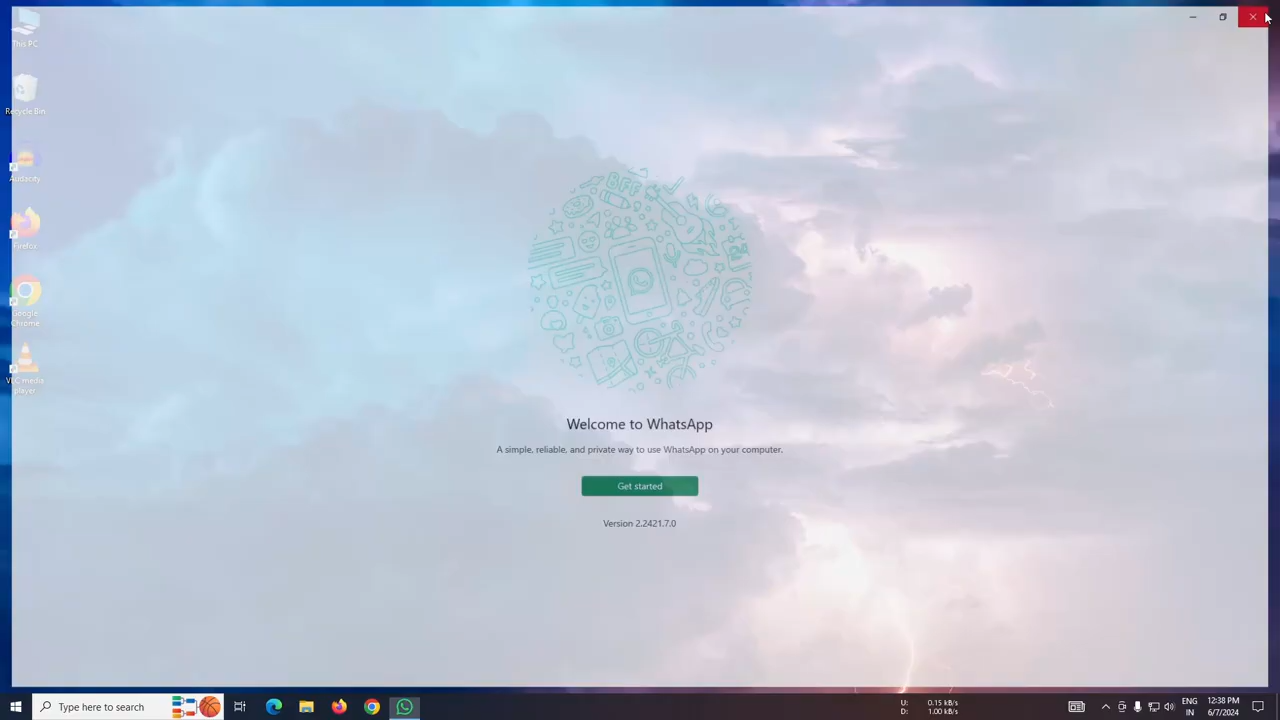 This PC
Recycle Bin
Audacity
Firefox
Google
Chrome
VLC media
player
BFF
Welcome to WhatsApp
A simple, reliable, and private way to use WhatsApp on your computer.
Get started
Version 2.2421.7.0
Type here to search
U: 0.15 kB/s
D: 1.00 kB/s
ENG
IN
12:38 PM
6/7/2024